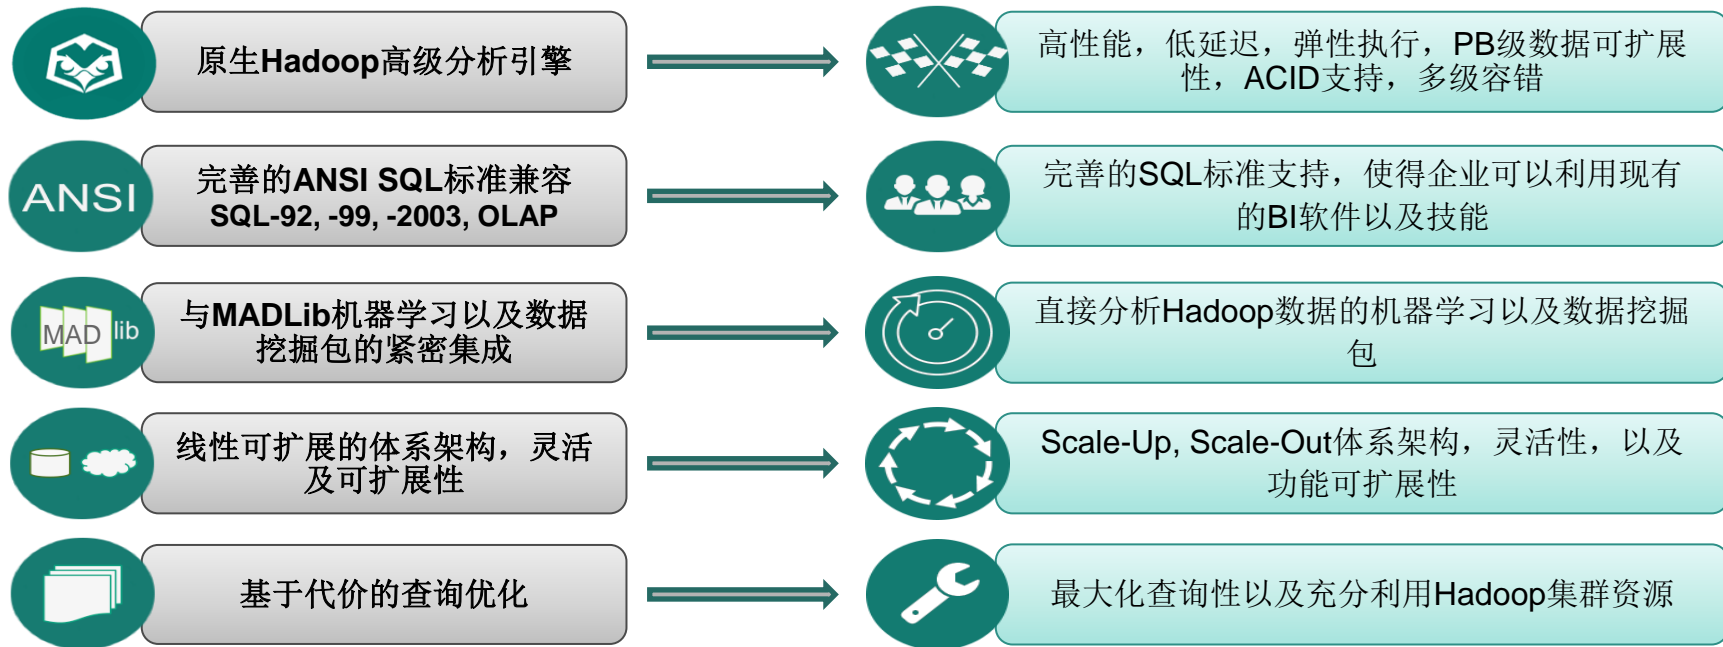 原生Hadoop高级分析引擎
高性能，低延迟，弹性执行，PB级数据可扩展
性，ACID支持，多级容错
ANSI
完善的ANSI SQL标准兼容
SQL-92, -99, -2003, OLAP
完善的SQL标准支持，使得企业可以利用现有
的BI软件以及技能
MAD lib
与MADLib机器学习以及数据
挖掘包的紧密集成
直接分析Hadoop数据的机器学习以及数据挖掘
包
线性可扩展的体系架构，灵活
及可扩展性
Scale-Up, Scale-Out体系架构，灵活性，以及
功能可扩展性
基于代价的查询优化
最大化查询性以及充分利用Hadoop集群资源